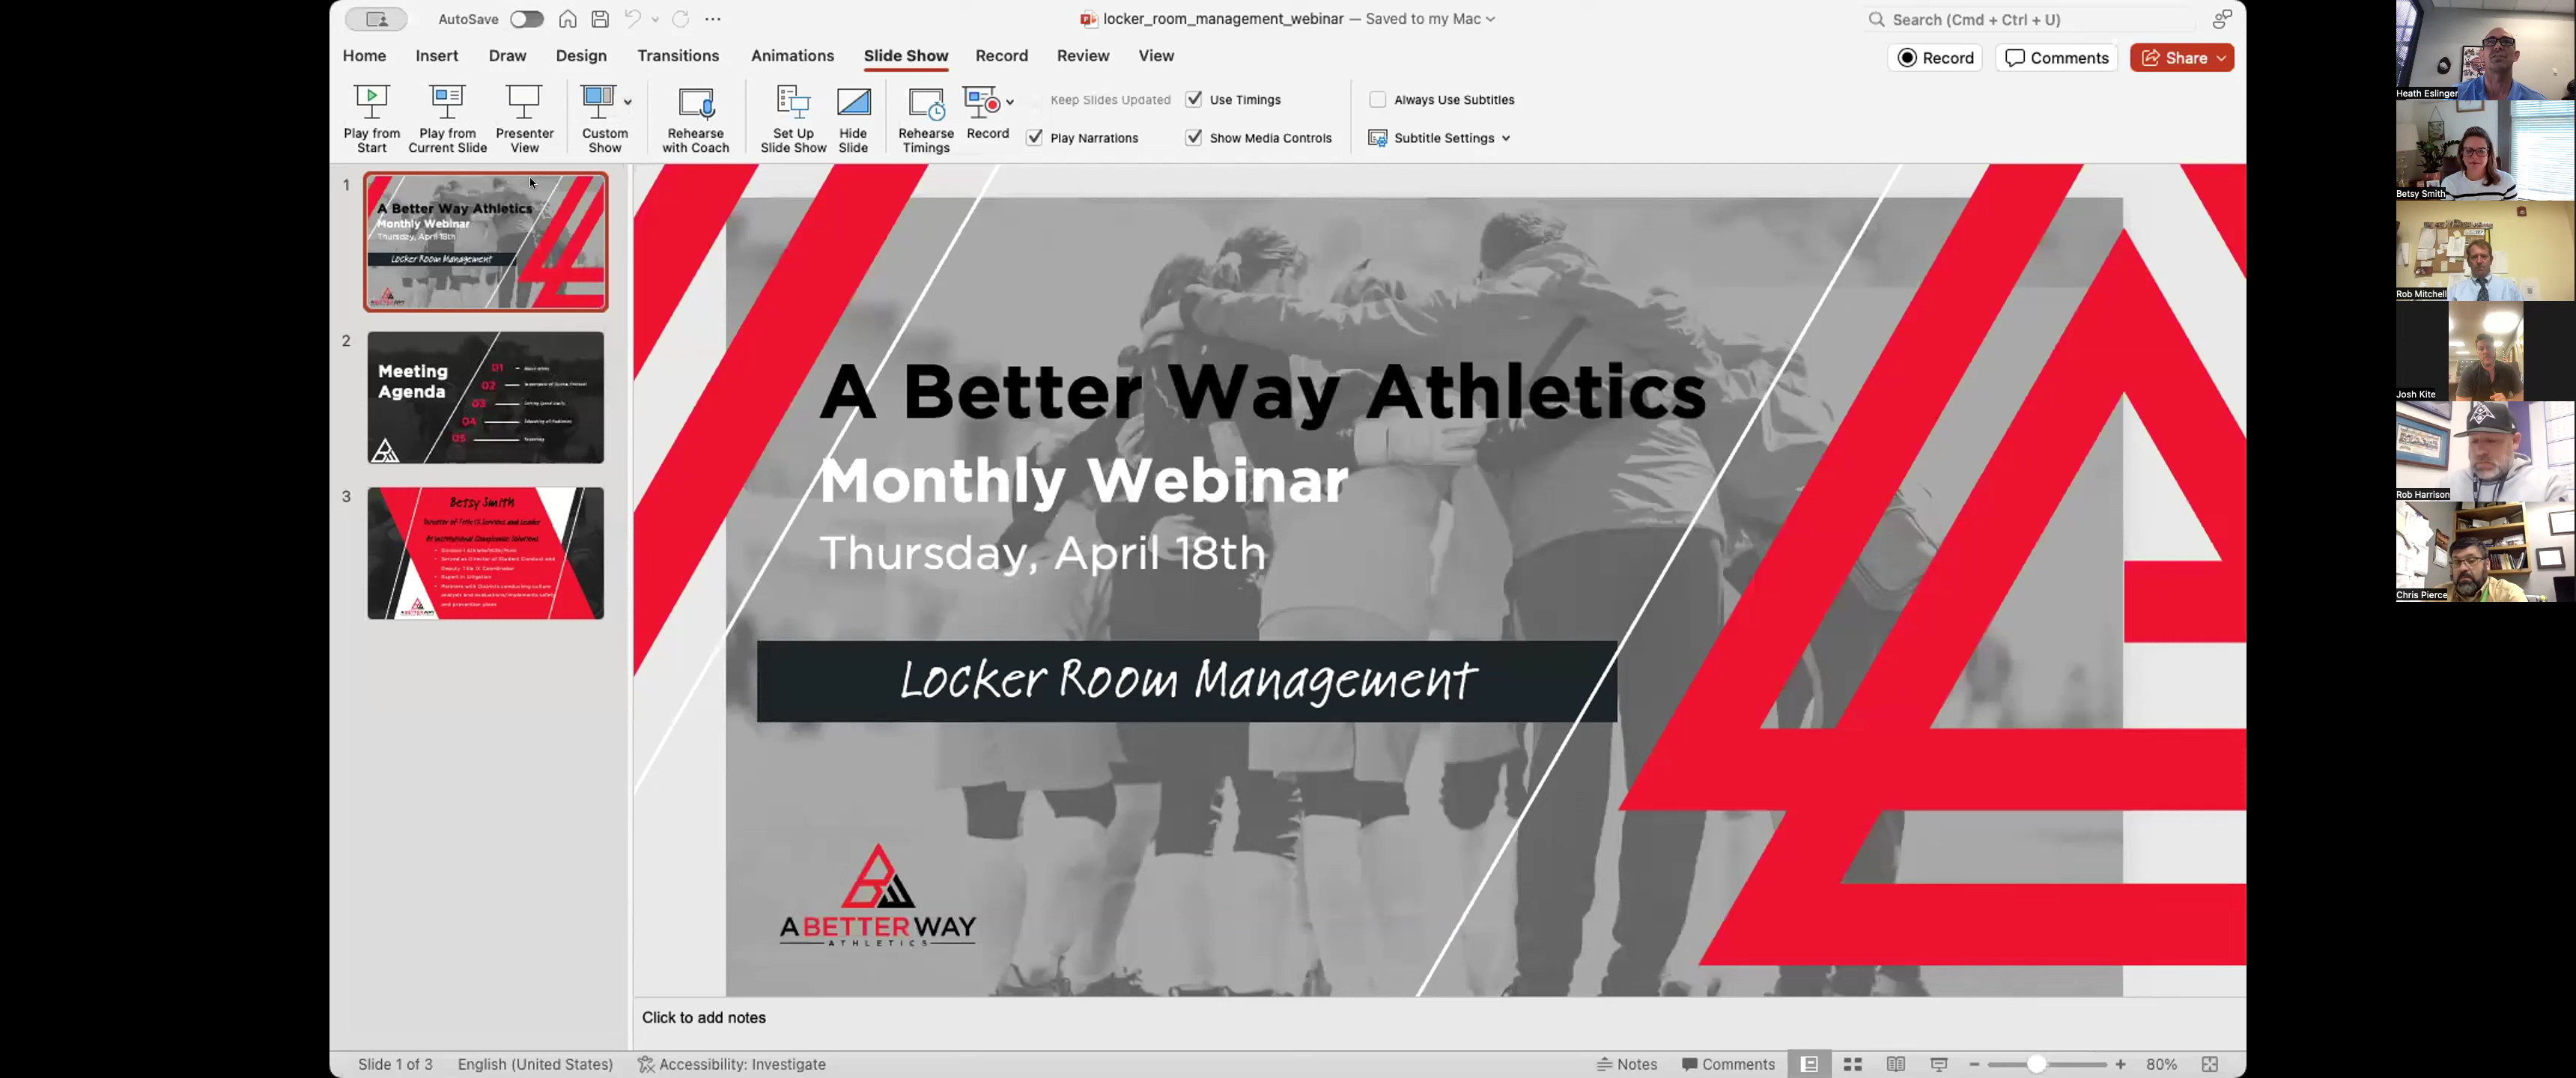 AutoSave
locker_room_management_webinar — Saved to my Mac
Search (Cmd + Ctrl + U)
Home Insert Draw Design Transitions Animations Slide Show Record Review View
Record Comments Share
Play from Start
Play from Current Slide
Presenter View
Custom Show
Rehearse with Coach
Set Up Slide Show
Hide Slide
Rehearse Timings
Record
Keep Slides Updated Use Timings
Play Narrations Show Media Controls
Always Use Subtitles
Subtitle Settings
1
A Better Way Athletics
Monthly Webinar
Thursday, April 18th
Locker Room Management
2
Meeting
Agenda
01
02
03
04
05
3
Betsy Smith
A Better Way Athletics
Monthly Webinar
Thursday, April 18th
Locker Room Management
A BETTER WAY
ATHLETICS
Click to add notes
Slide 1 of 3 English (United States) Accessibility: Investigate
Notes Comments 80%
Heath Eslinger
Betsy Smith
Rob Mitchell
Josh Kite
Rob Harrison
Chris Pierce